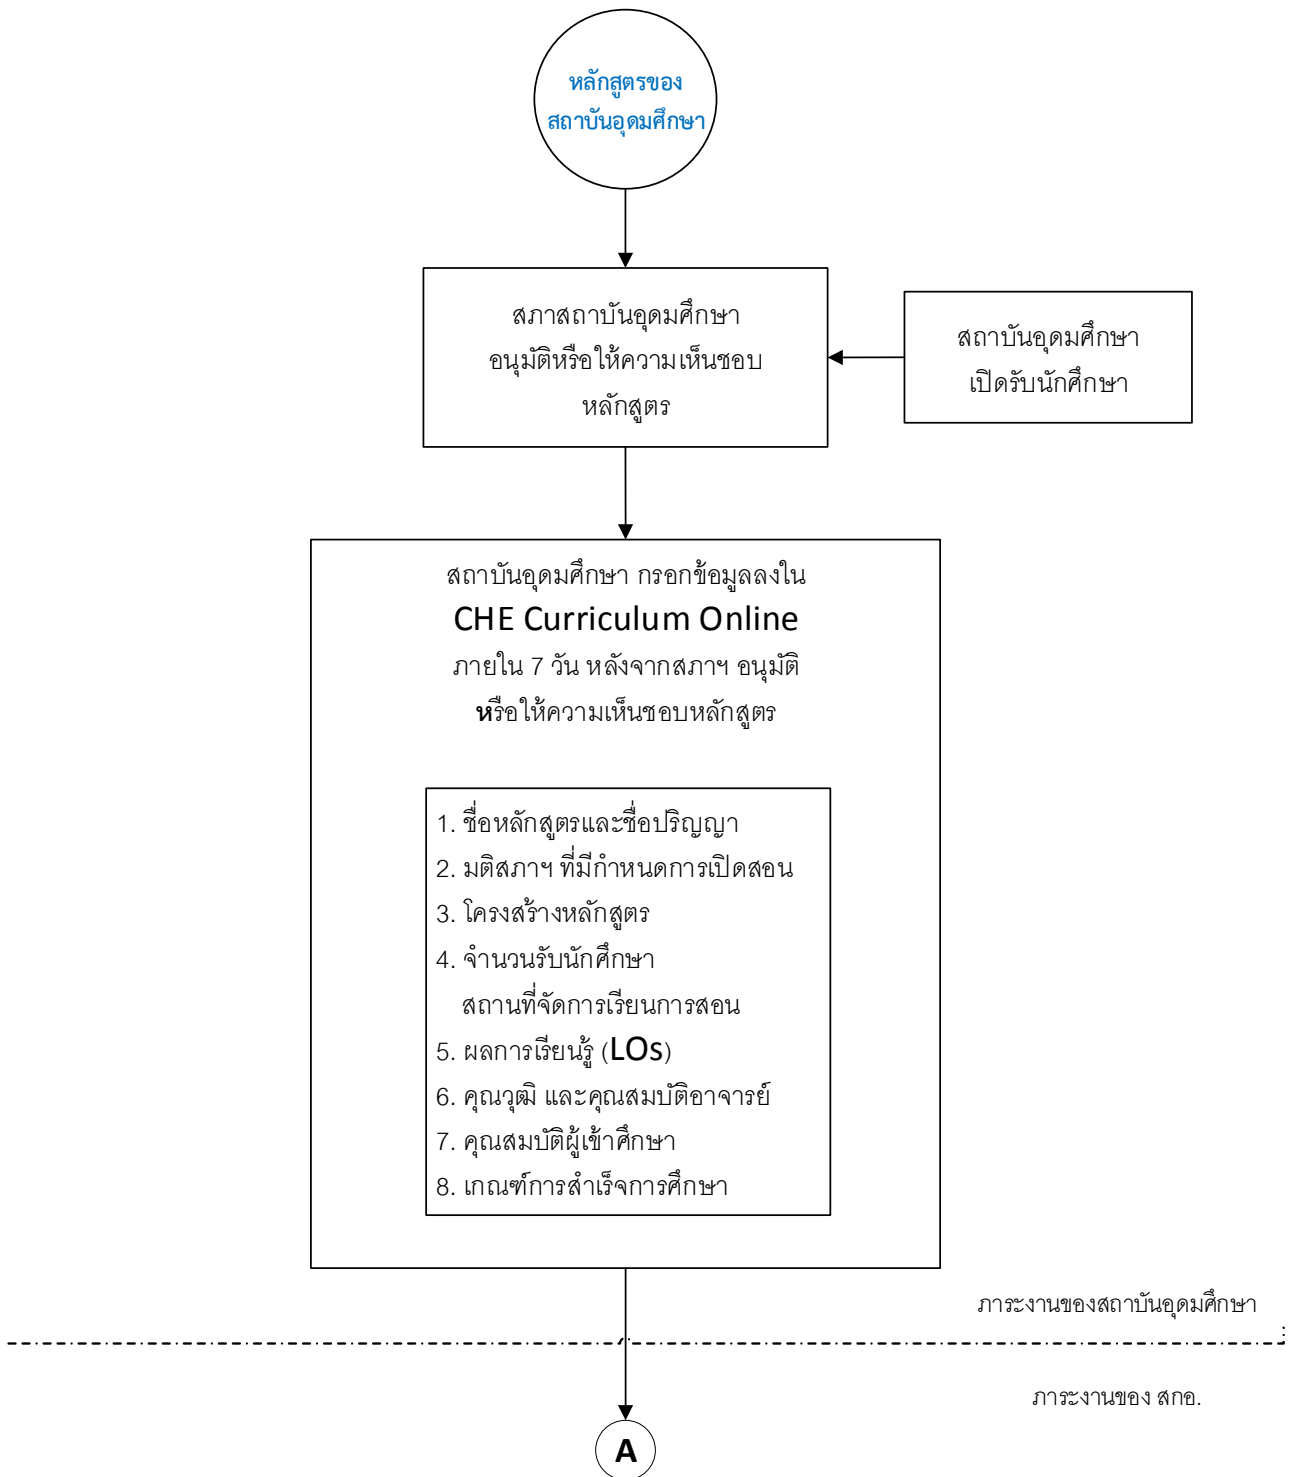 หลักสูตรของ
สถาบันอุดมศึกษา
สภาสถาบันอุดมศึกษา
อนุมัติหรือให้ความเห็นชอบ
หลักสูตร
สถาบันอุดมศึกษา
เปิดรับนักศึกษา
สถาบันอุดมศึกษา กรอกข้อมูลลงใน
CHE Curriculum Online
ภายใน 7 วัน หลังจากสภาฯ อนุมัติ
หรือให้ความเห็นชอบหลักสูตร
1. ชื่อหลักสูตรและชื่อปริญญา
2. มติสภาฯ ที่มีกำหนดการเปิดสอน
3. โครงสร้างหลักสูตร
4. จำนวนรับนักศึกษา
สถานที่จัดการเรียนการสอน
5. ผลการเรียนรู้ (LOs)
6. คุณวุฒิ และคุณสมบัติอาจารย์
7. คุณสมบัติผู้เข้าศึกษา
8. เกณฑ์การสำเร็จการศึกษา
ภาระงานของสถาบันอุดมศึกษา
ภาระงานของ สกอ.
A